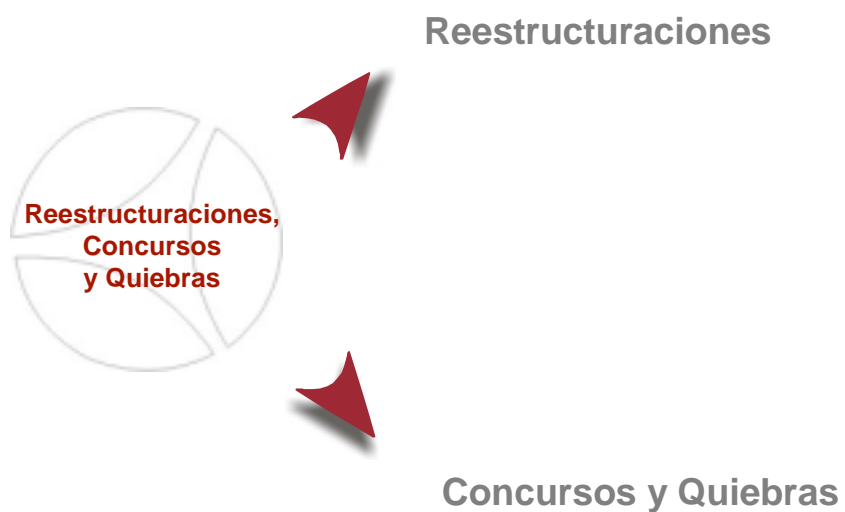 Reestructuraciones
Reestructuraciones,
Concursos
y Quiebras
Concursos y Quiebras